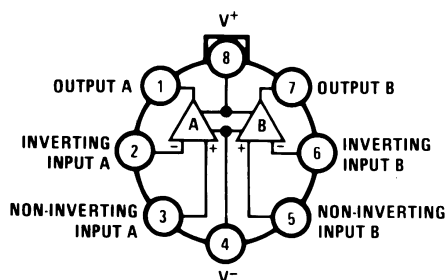 V+
8
OUTPUT A 1 7 OUTPUT B
A B
INVERTING
INPUT A 2 − + + − 6 INVERTING
INPUT B
NON-INVERTING
INPUT A 3 5 NON-INVERTING
INPUT B
4
V−